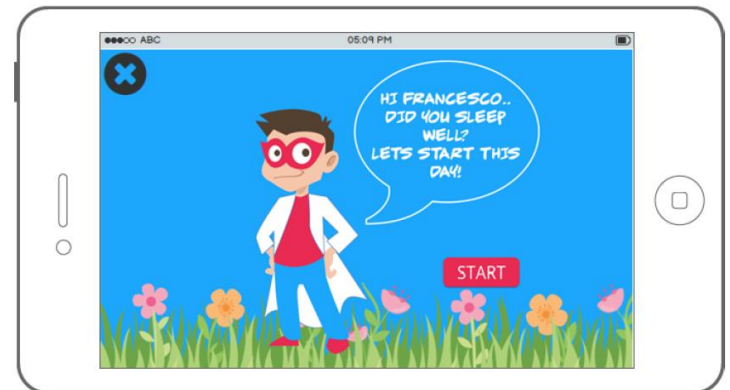 ABC 05:09 PM
HI FRANCESCO..
DID YOU SLEEP
WELL?
LETS START THIS
DAY!
START